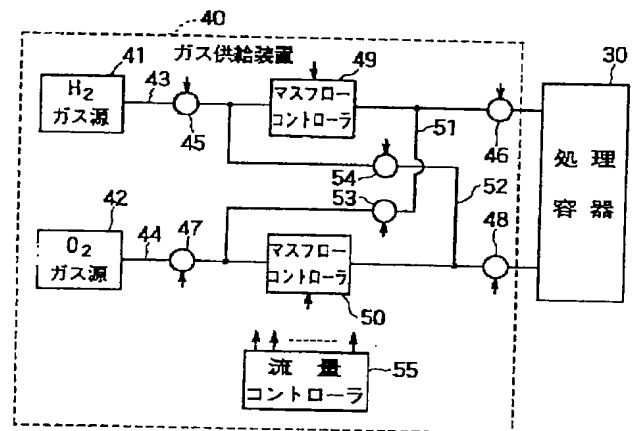 40
ガス供給装置
41
H2
ガス源
43
45
49
マスフロー
コントローラ
51
46
30
処理
容器
54
53
52
42
O2
ガス源
44
47
マスフロー
コントローラ
50
48
流量
コントローラ
55